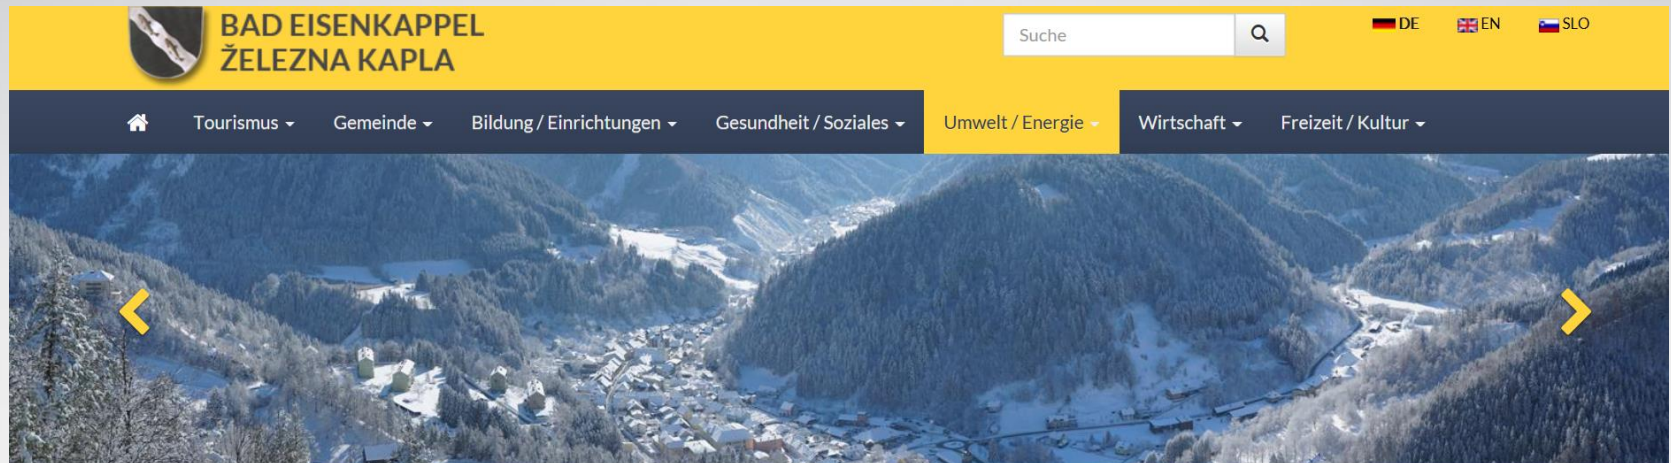 BAD EISENKAPPEL
ŽELEZNA KAPLA
Suche
DE EN SLO
Tourismus Gemeinde Bildung / Einrichtungen Gesundheit / Soziales Umwelt / Energie Wirtschaft Freizeit / Kultur